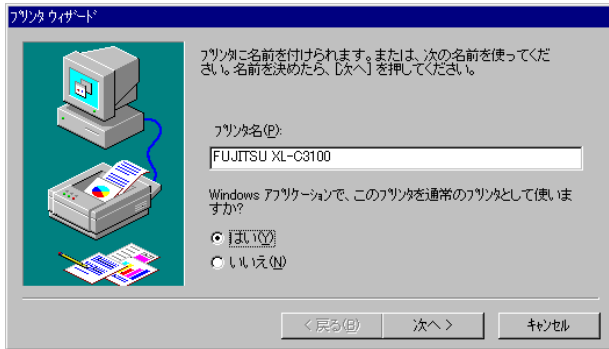 ﾌﾟﾘﾝﾀ ｳｨｻﾞｰﾄﾞ
ﾌﾟﾘﾝﾀに名前を付けられます。または、次の名前を使ってくだ
さい。名前を決めたら、[次へ] を押してください。
ﾌﾟﾘﾝﾀ名(P):
FUJITSU XL-C3100
Windows ｱﾌﾟﾘｹｰｼｮﾝで、このﾌﾟﾘﾝﾀを通常のﾌﾟﾘﾝﾀとして使いま
すか?
はい(Y)
いいえ(N)
< 戻る(B)
次へ >
ｷｬﾝｾﾙ